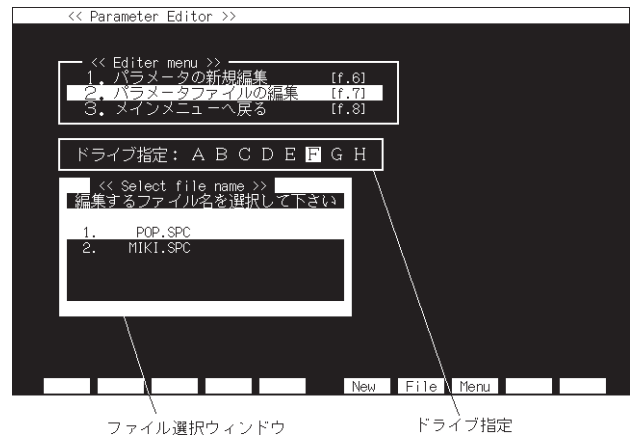 << Parameter Editor >>
<< Editer menu >>
1. パラメータの新規編集 [f.6]
2. パラメータファイルの編集 [f.7]
3. メインメニューへ戻る [f.8]
ドライブ指定: A B C D E F G H
<< Select file name >>
編集するファイル名を選択して下さい
1. POP.SPC
2. MIKI.SPC
New File Menu
ファイル選択ウィンドウ ドライブ指定